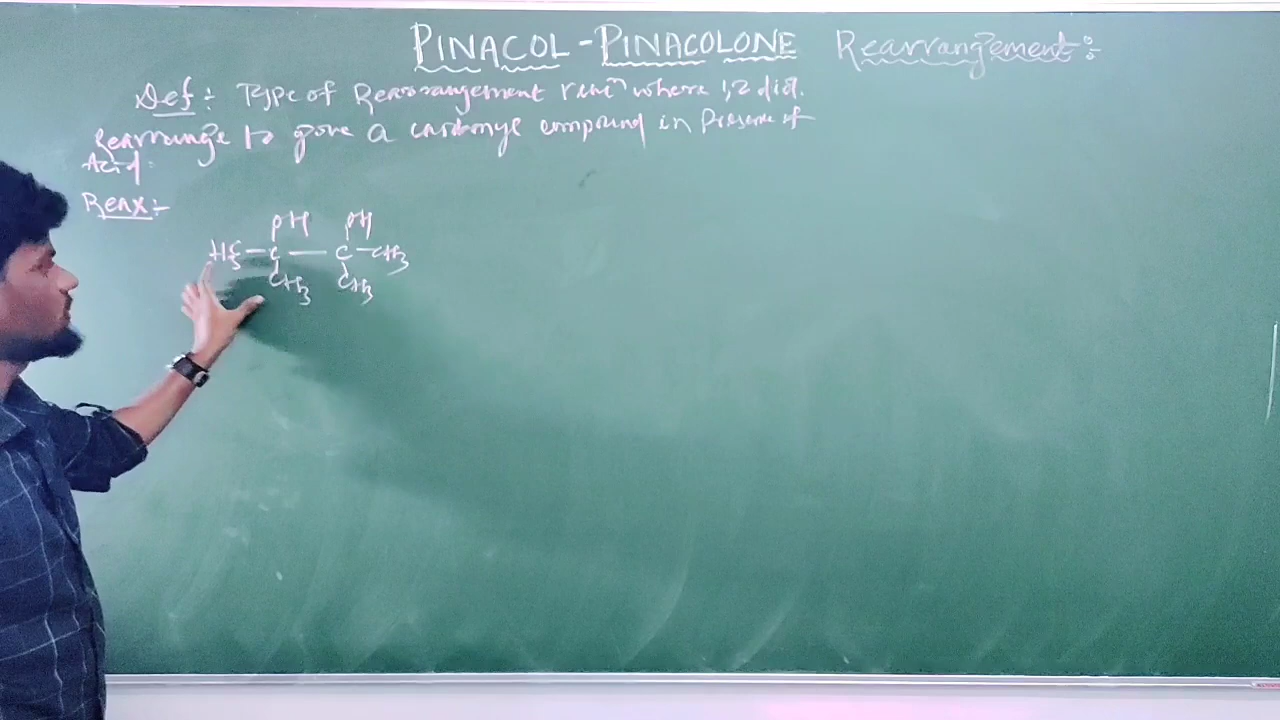 PINACOL - PINACOLONE Rearrangement :-
Def :- Type of Rearrangement reacⁿ where 1,2 diol.
Rearrange to give a carbonyl compound in Presence of
Acid.
Reax :-
OH OH
H₃C — C — C — CH₃
CH₃ CH₃